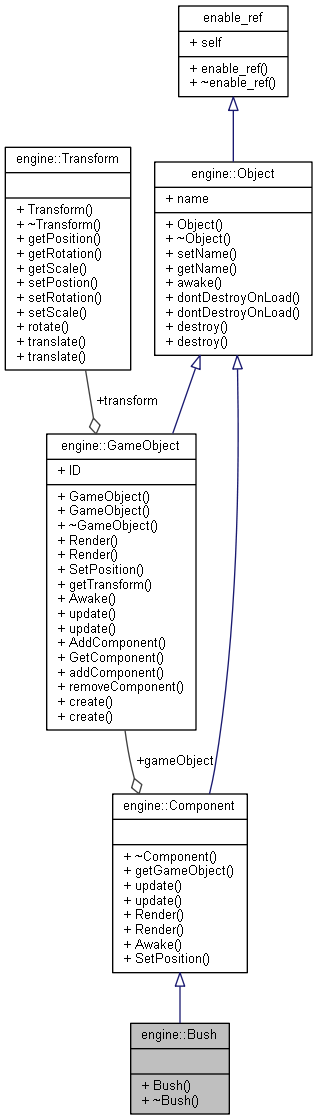 enable_ref
+ self
+ enable_ref()
+ ~enable_ref()
engine::Transform
+ Transform()
+ ~Transform()
+ getPosition()
+ getRotation()
+ getScale()
+ setPostion()
+ setRotation()
+ setScale()
+ rotate()
+ translate()
+ translate()
engine::Object
+ name
+ Object()
+ ~Object()
+ setName()
+ getName()
+ awake()
+ dontDestroyOnLoad()
+ dontDestroyOnLoad()
+ destroy()
+ destroy()
+transform
engine::GameObject
+ ID
+ GameObject()
+ GameObject()
+ ~GameObject()
+ Render()
+ Render()
+ SetPosition()
+ getTransform()
+ Awake()
+ update()
+ update()
+ AddComponent()
+ GetComponent()
+ addComponent()
+ removeComponent()
+ create()
+ create()
+gameObject
engine::Component
+ ~Component()
+ getGameObject()
+ update()
+ update()
+ Render()
+ Render()
+ Awake()
+ SetPosition()
engine::Bush
+ Bush()
+ ~Bush()